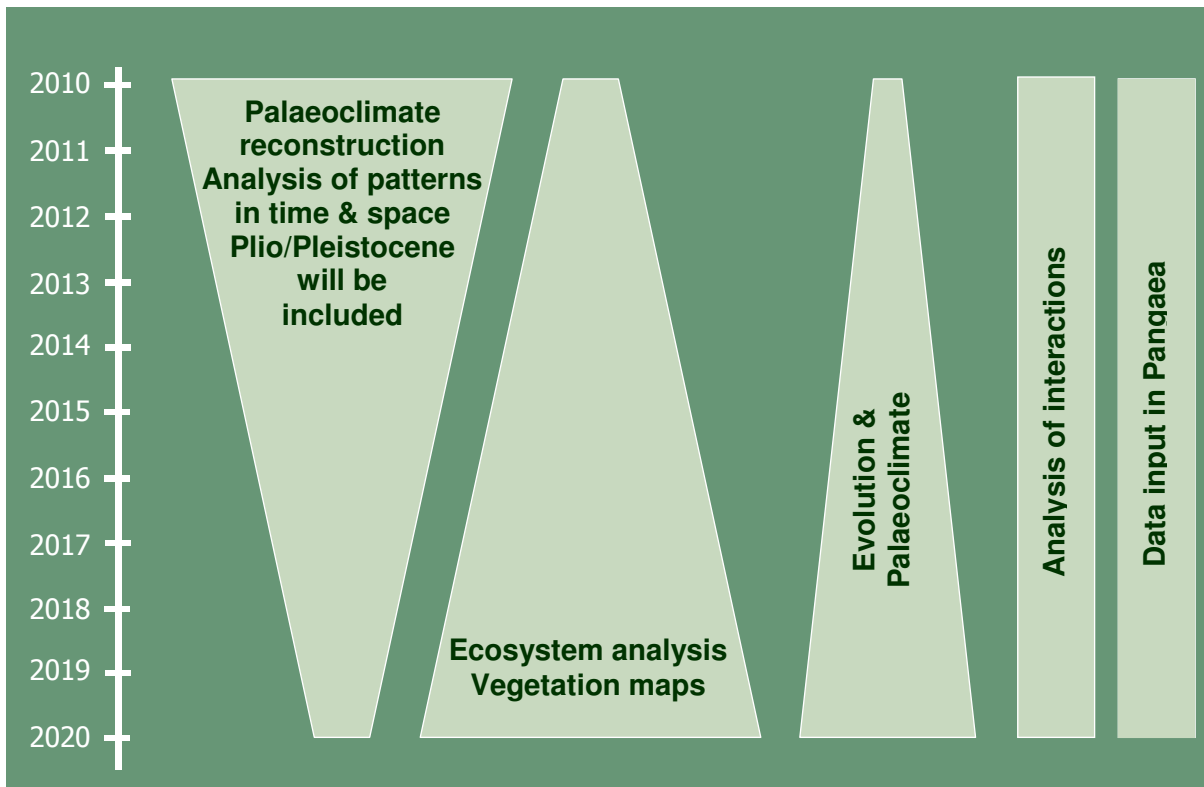 2010
2011
2012
2013
2014
2015
2016
2017
2018
2019
2020
Palaeoclimate
reconstruction
Analysis of patterns
in time & space
Plio/Pleistocene
will be
included
Ecosystem analysis
Vegetation maps
Evolution &
Palaeoclimate
Analysis of interactions
Data input in Pangaea